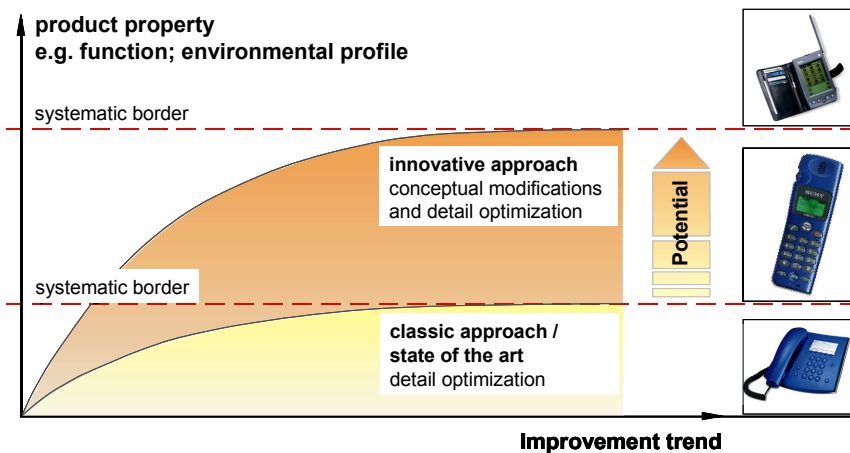 product property
e.g. function; environmental profile
systematic border
innovative approach
conceptual modifications
and detail optimization
Potential
SONY
systematic border
classic approach /
state of the art
detail optimization
Improvement trend